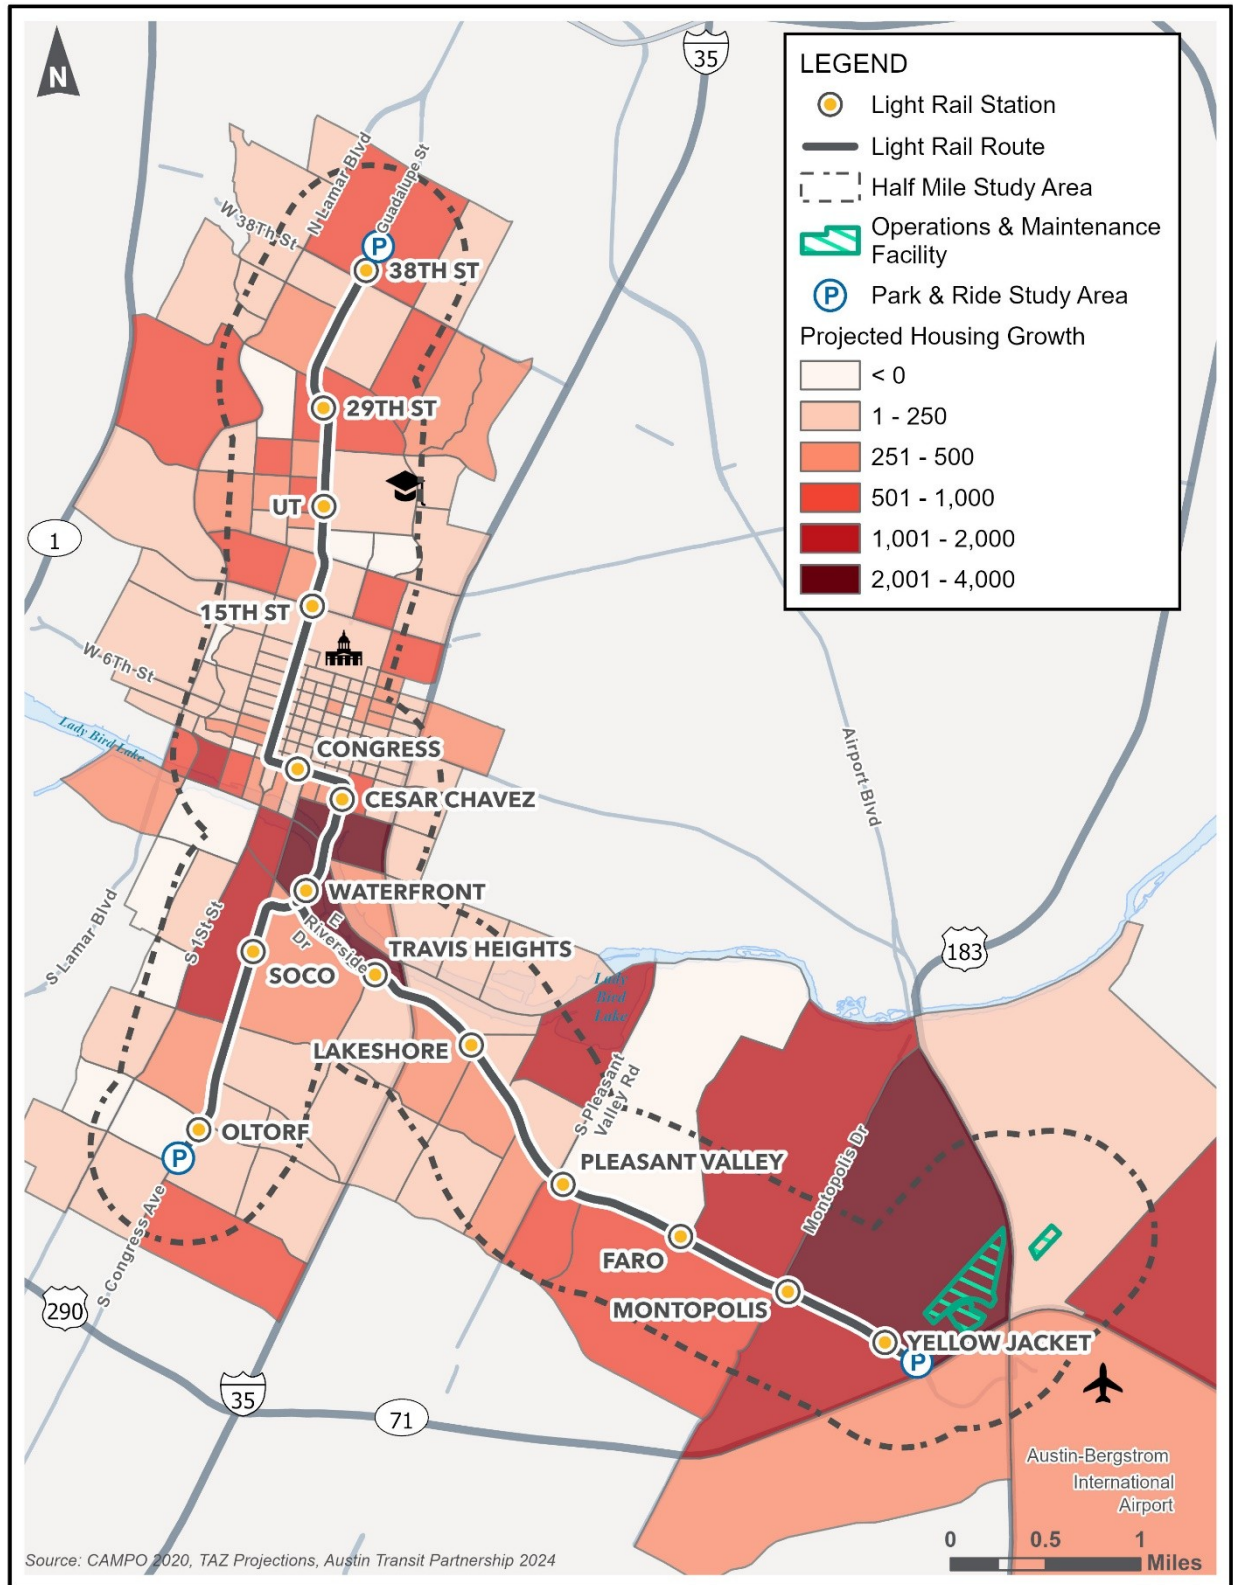 N
35
LEGEND
Light Rail Station
Light Rail Route
Half Mile Study Area
Operations & Maintenance
Facility
P
Park & Ride Study Area
Projected Housing Growth
< 0
1 - 250
251 - 500
501 - 1,000
1,001 - 2,000
2,001 - 4,000
N Lamar Blvd
Guadalupe St
W 38Th St
P
38TH ST
29TH ST
UT
1
15TH ST
W 6Th St
Lady Bird Lake
CONGRESS
CESAR CHAVEZ
Airport Blvd
WATERFRONT
E
Riverside
Dr
S Lamar Blvd
S 1St St
SOCO
TRAVIS HEIGHTS
183
Lady
Bird
Lake
LAKESHORE
S Pleasant
Valley Rd
OLTORF
P
PLEASANT VALLEY
Montopolis Dr
S Congress Ave
FARO
MONTOPOLIS
290
YELLOW JACKET
P
35
71
Austin-Bergstrom
International
Airport
0 0.5 1
Miles
Source: CAMPO 2020, TAZ Projections, Austin Transit Partnership 2024